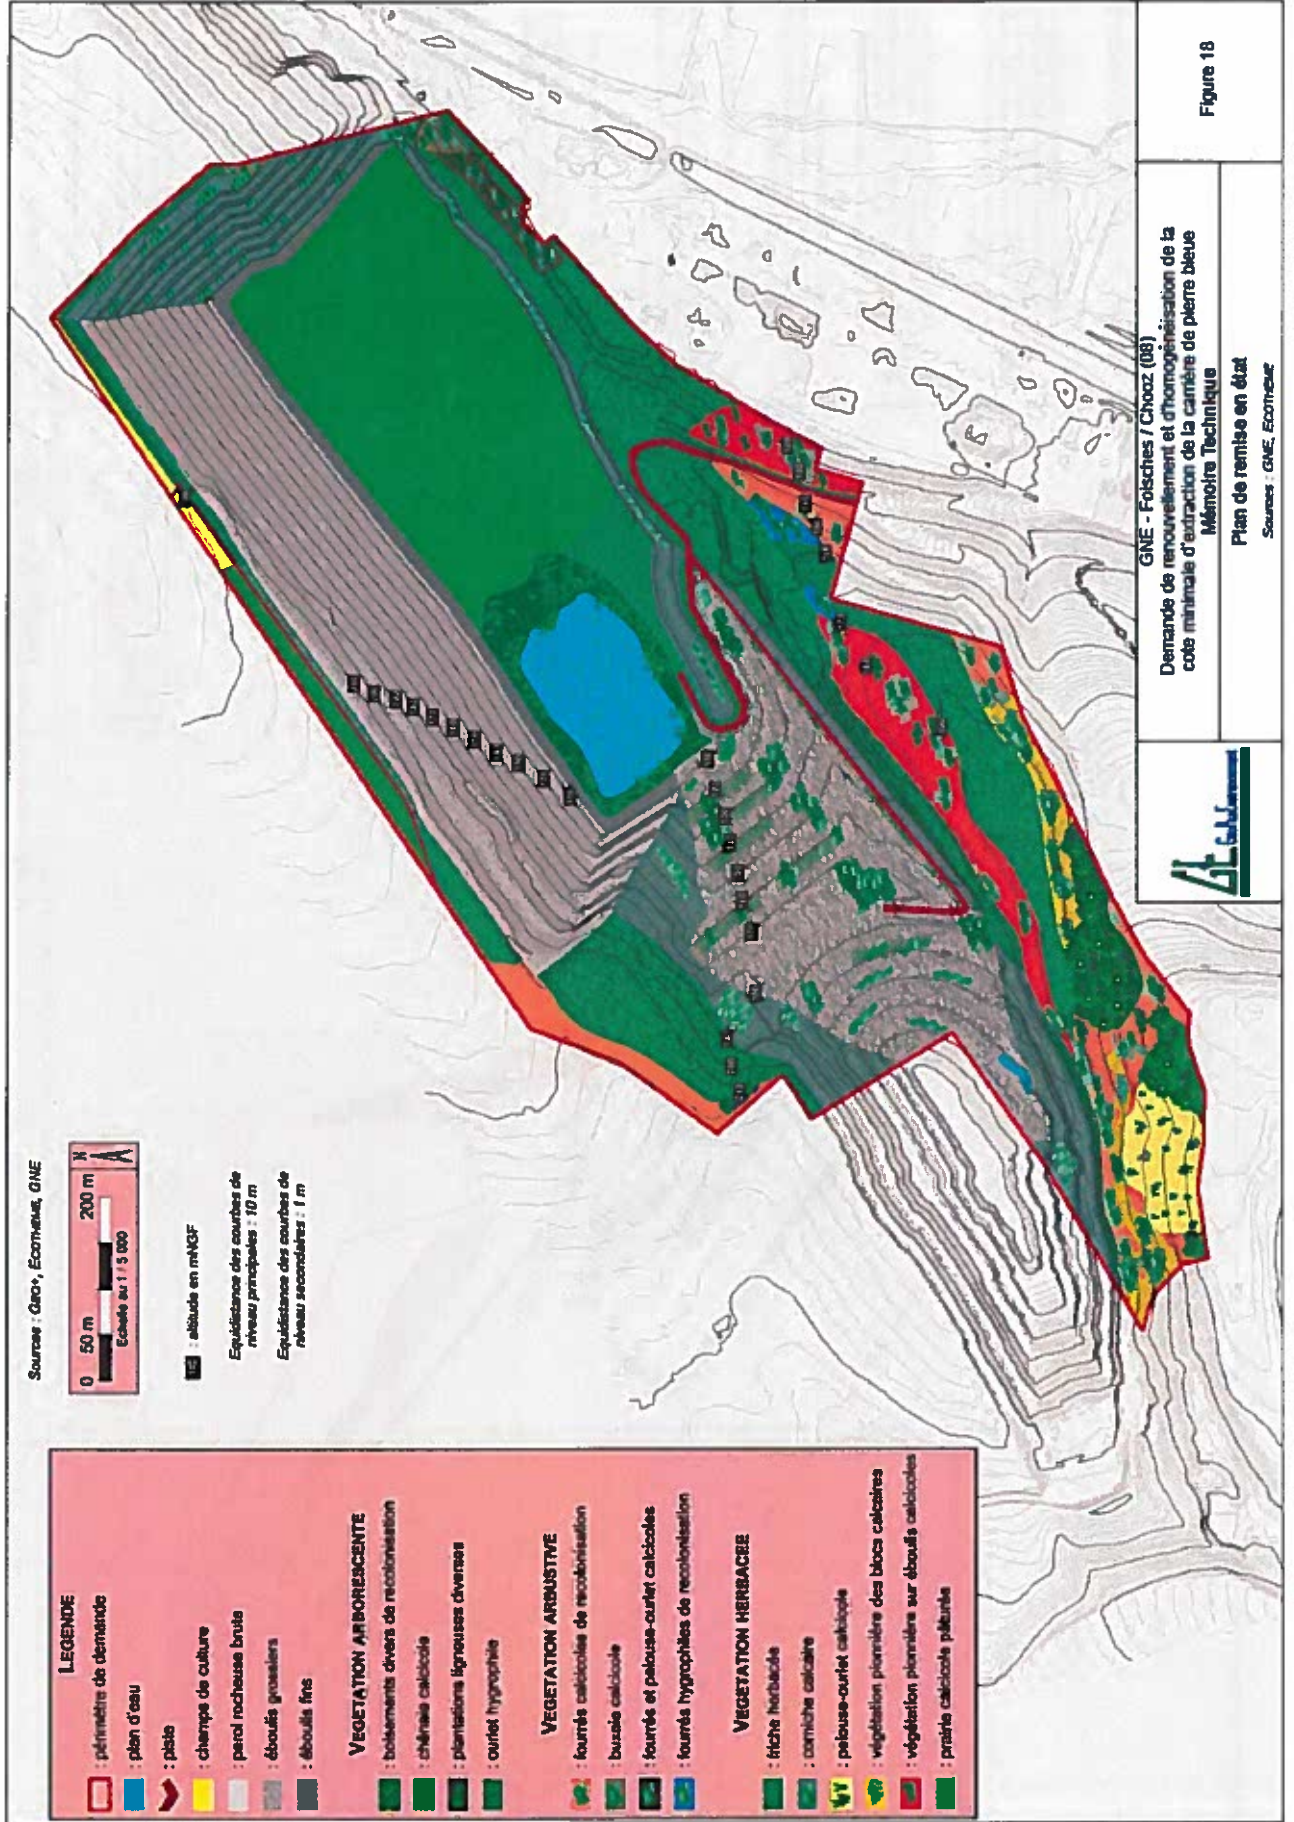 Sources : GEO+, ECOTHEME, GNE
0 50 m 200 m
N
Echelle au 1 / 5 000
: altitude en mNGF
Equidistance des courbes de
niveau principales : 10 m
Equidistance des courbes de
niveau secondaires : 1 m
LEGENDE
: périmètre de demande
: plan d'eau
: piste
: champs de culture
: paroi rocheuse brute
: éboulis grossiers
: éboulis fins
VEGETATION ARBORESCENTE
: boisements divers de recolonisation
: chênaie calcicole
: plantations ligneuses diverses
: ourlet hygrophile
VEGETATION ARBUSTIVE
: fourrés calcicoles de recolonisation
: buxaie calcicole
: fourrés et pelouse-ourlet calcicoles
: fourrés hygrophiles de recolonisation
VEGETATION HERBACEE
: friche herbacée
: corniche calcaire
: pelouse-ourlet calcicole
: végétation pionnière des blocs calcaires
: végétation pionnière sur éboulis calcicoles
: prairie calcicole pâturée
GNE - Foisches / Chooz (08)
Demande de renouvellement et d'homogénéisation de la
cote minimale d'extraction de la carrière de pierre bleue
Mémoire Technique
Plan de remise en état
Sources : GNE, ECOTHEME
Figure 18